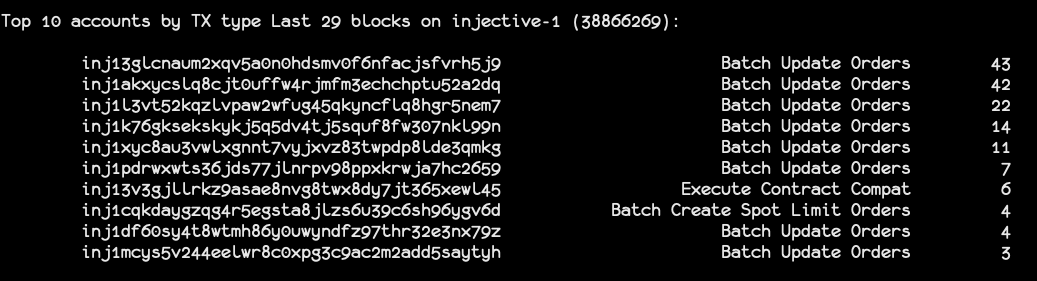 Top 10 accounts by TX type Last 29 blocks on injective-1 (38866269):
inj13glcnaum2xqv5a0n0hdsmv0f6nfacjsfvrh5j9 Batch Update Orders 43
inj1akxycslq8cjt0uffw4rjmfm3echchptu52a2dq Batch Update Orders 42
inj1l3vt52kqzlvpaw2wfug45qkyncflq8hgr5nem7 Batch Update Orders 22
inj1k76gksekskykj5q5dv4tj5squf8fw307nkl99n Batch Update Orders 14
inj1xyc8au3vwlxgnnt7vyjxvz83twpdp8lde3qmkg Batch Update Orders 11
inj1pdrwxwts36jds77jlnrpv98ppxkrwja7hc2659 Batch Update Orders 7
inj13v3gjllrkz9asae8nvg8twx8dy7jt365xewl45 Execute Contract Compat 6
inj1cqkdaygzqg4r5egsta8jlzs6u39c6sh96ygv6d Batch Create Spot Limit Orders 4
inj1df60sy4t8wtmh86y0uwyndfz97thr32e3nx79z Batch Update Orders 4
inj1mcys5v244eelwr8c0xpg3c9ac2m2add5saytyh Batch Update Orders 3